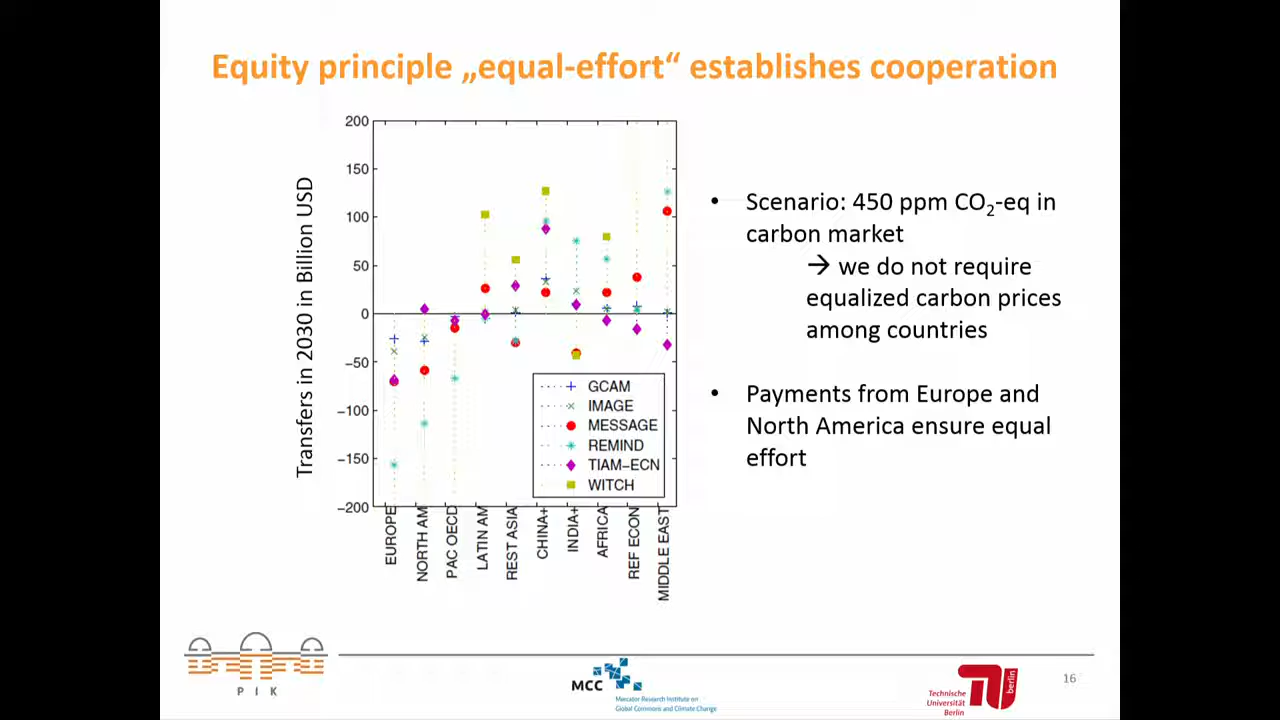 Equity principle „equal-effort“ establishes cooperation
Transfers in 2030 in Billion USD
200
150
100
50
0
−50
−100
−150
−200
GCAM
IMAGE
MESSAGE
REMIND
TIAM−ECN
WITCH
EUROPE
NORTH AM
PAC OECD
LATIN AM
REST ASIA
CHINA+
INDIA+
AFRICA
REF ECON
MIDDLE EAST
• Scenario: 450 ppm CO2-eq in
carbon market
→ we do not require
equalized carbon prices
among countries
• Payments from Europe and
North America ensure equal
effort
P I K
MCC
Mercator Research Institute on
Global Commons and Climate Change
Technische
Universität
Berlin
berlin
16